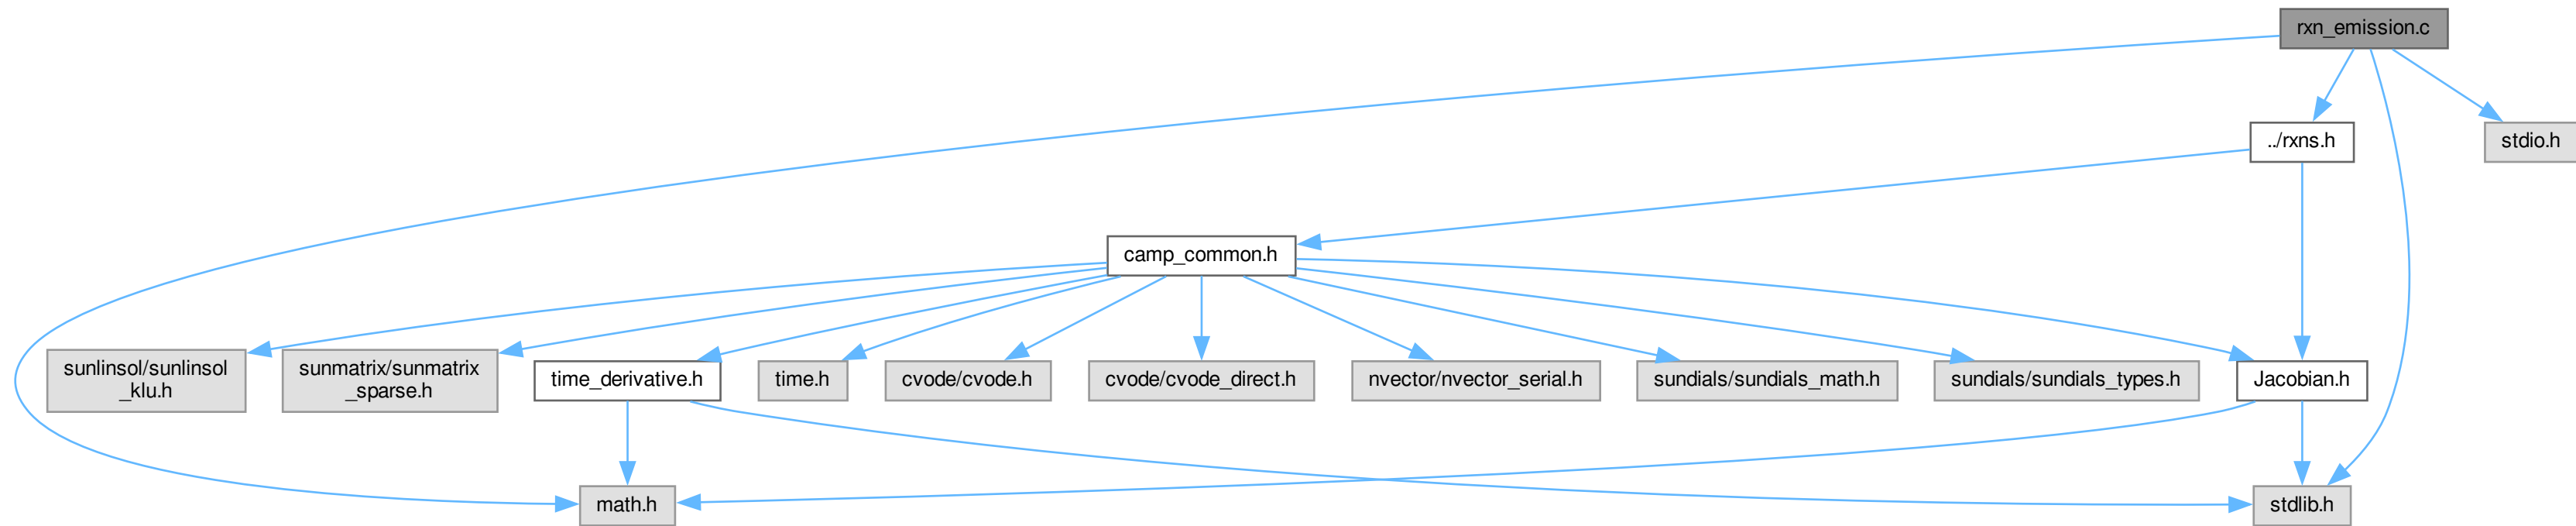 rxn_emission.c
../rxns.h
stdio.h
camp_common.h
sunlinsol/sunlinsol
_klu.h
sunmatrix/sunmatrix
_sparse.h
time_derivative.h
time.h
cvode/cvode.h
cvode/cvode_direct.h
nvector/nvector_serial.h
sundials/sundials_math.h
sundials/sundials_types.h
Jacobian.h
math.h
stdlib.h